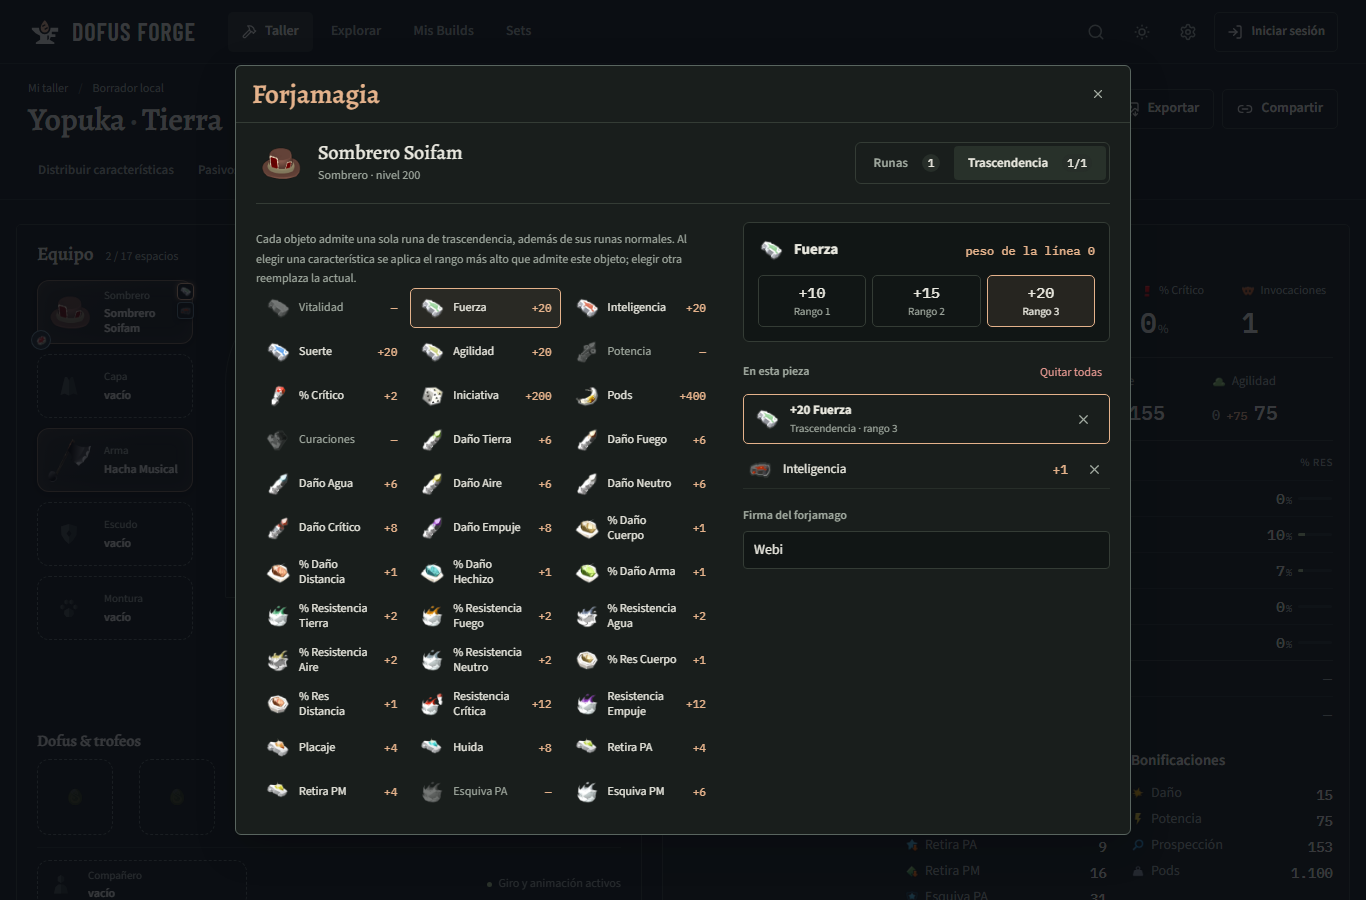 DOFUS FORGE
Taller
Explorar
Mis Builds
Sets
Iniciar sesión
Mi taller / Borrador local
Yopuka · Tierra
Exportar
Compartir
Distribuir características
Forjamagia
Sombrero Soifam
Sombrero · nivel 200
Runas 1
Trascendencia 1/1
Cada objeto admite una sola runa de trascendencia, además de sus runas normales. Al
elegir una característica se aplica el rango más alto que admite este objeto; elegir otra
reemplaza la actual.
Vitalidad —
Fuerza +20
Inteligencia +20
Suerte +20
Agilidad +20
Potencia —
% Crítico +2
Iniciativa +200
Pods +400
Curaciones —
Daño Tierra +6
Daño Fuego +6
Daño Agua +6
Daño Aire +6
Daño Neutro +6
Daño Crítico +8
Daño Empuje +8
% Daño
Cuerpo +1
% Daño
Distancia +1
% Daño
Hechizo +1
% Daño Arma +1
% Resistencia
Tierra +2
% Resistencia
Fuego +2
% Resistencia
Agua +2
% Resistencia
Aire +2
% Resistencia
Neutro +2
% Res Cuerpo +1
% Res
Distancia +1
Resistencia
Crítica +12
Resistencia
Empuje +12
Placaje +4
Huida +8
Retira PA +4
Retira PM +4
Esquiva PA —
Esquiva PM +6
Fuerza
peso de la línea 0
+10
Rango 1
+15
Rango 2
+20
Rango 3
En esta pieza
Quitar todas
+20 Fuerza
Trascendencia · rango 3
Inteligencia +1
Firma del forjamago
Webi
Equipo 2 / 17 espacios
Sombrero
Sombrero
Soifam
Capa
vacío
Arma
Hacha Musical
Escudo
vacío
Montura
vacío
Dofus & trofeos
Compañero
vacío
Giro y animación activos
% Crítico
0%
Invocaciones
1
155
Agilidad
0 +75 75
% RES
0%
10%
7%
0%
0%
—
—
Bonificaciones
Daño 15
Potencia 75
Retira PA 9
Prospección 153
Retira PM 16
Pods 1.100
Esquiva PA 31